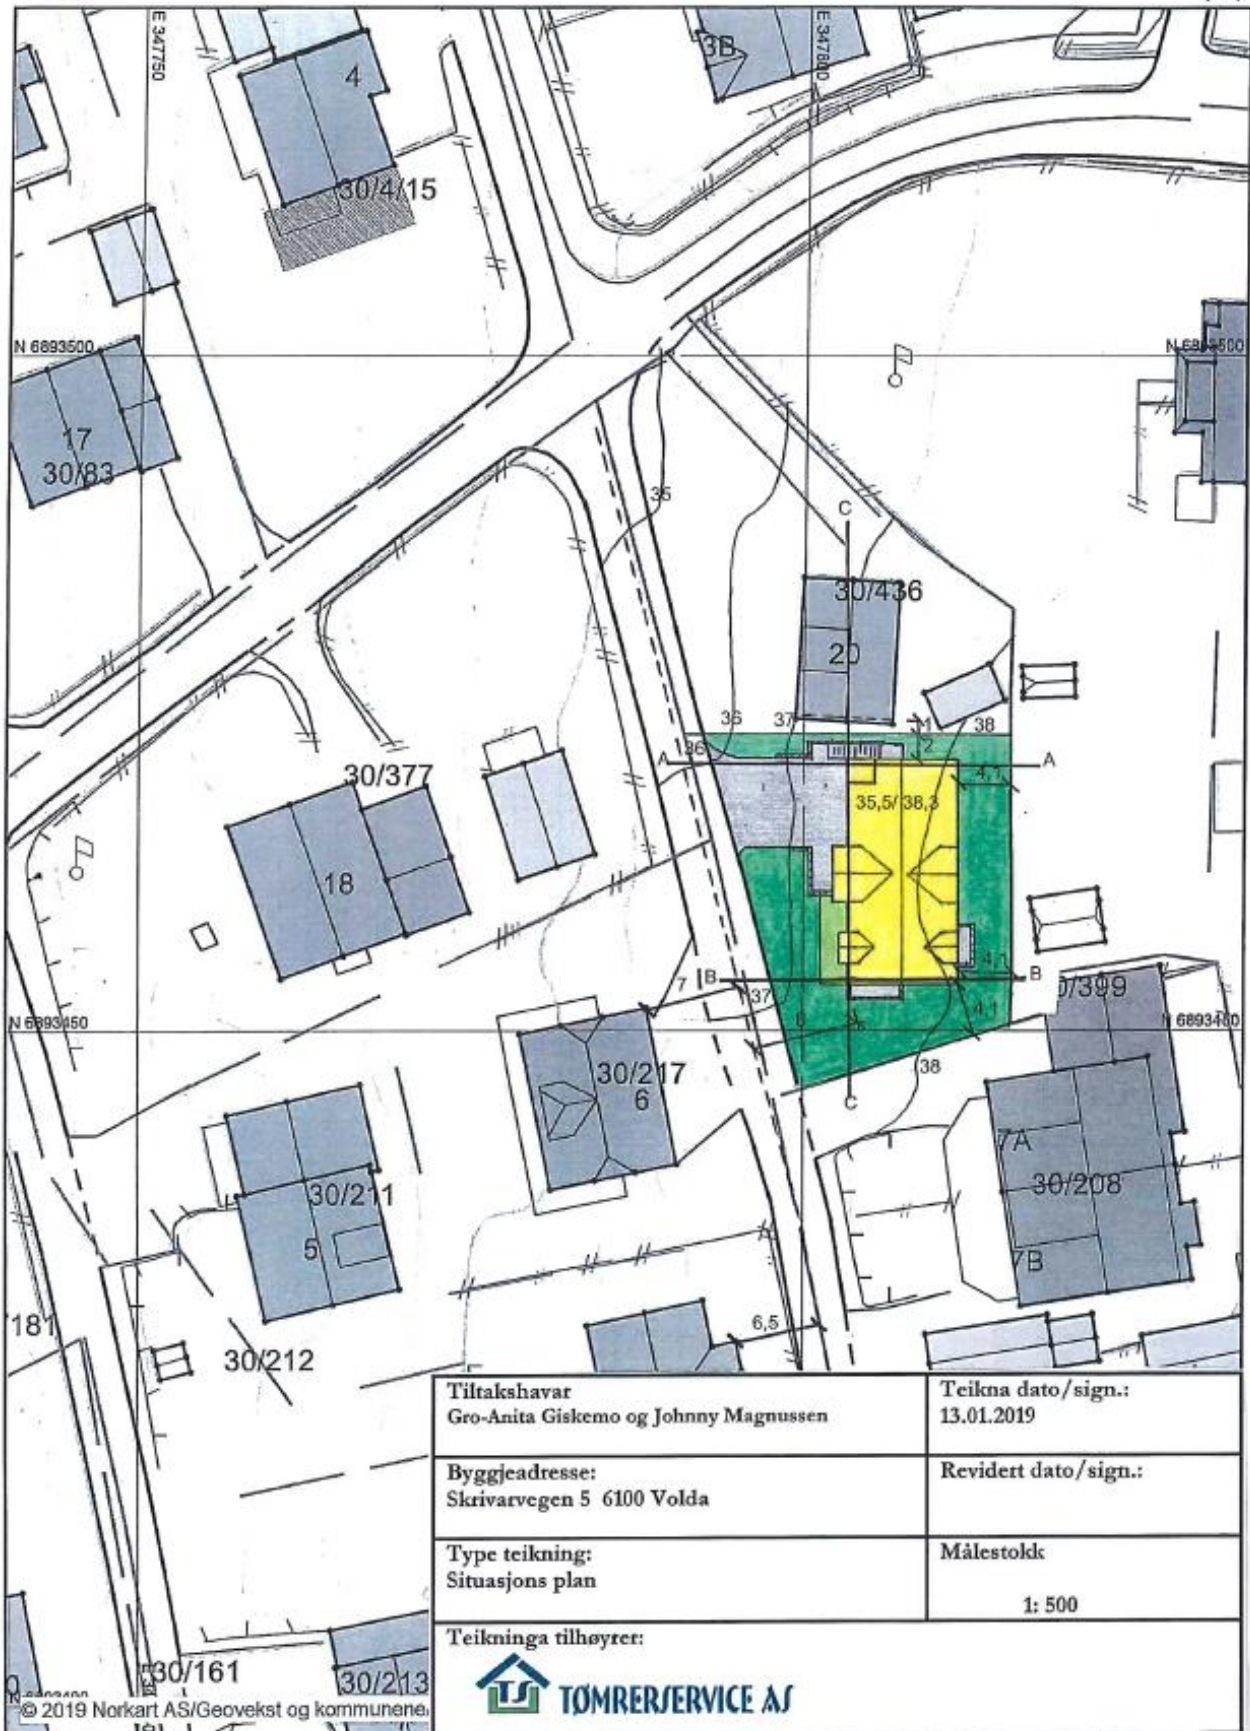 E 347750
E 347800
3B
4
30/4/15
N 6893500
N 6893500
17
30/83
35
C
30/436
20
36
37
38
1
2
36
A
A
30/377
4,1
35,5/ 38,3
18
4,1
B
B
7
37
30/399
4,1
N 6893450
N 6893450
6
30/217
6
38
C
7A
30/208
30/211
5
7B
181
6,5
30/212
Tiltakshavar
Gro-Anita Giskemo og Johnny Magnussen
Teikna dato/sign.:
13.01.2019
Byggjeadresse:
Skrivarvegen 5 6100 Volda
Revidert dato/sign.:
Type teikning:
Situasjons plan
Målestokk
1: 500
Teikninga tilhøyrer:
TS TØMRERSERVICE AS
30/161
30/213
N 6893400
© 2019 Norkart AS/Geovekst og kommunene